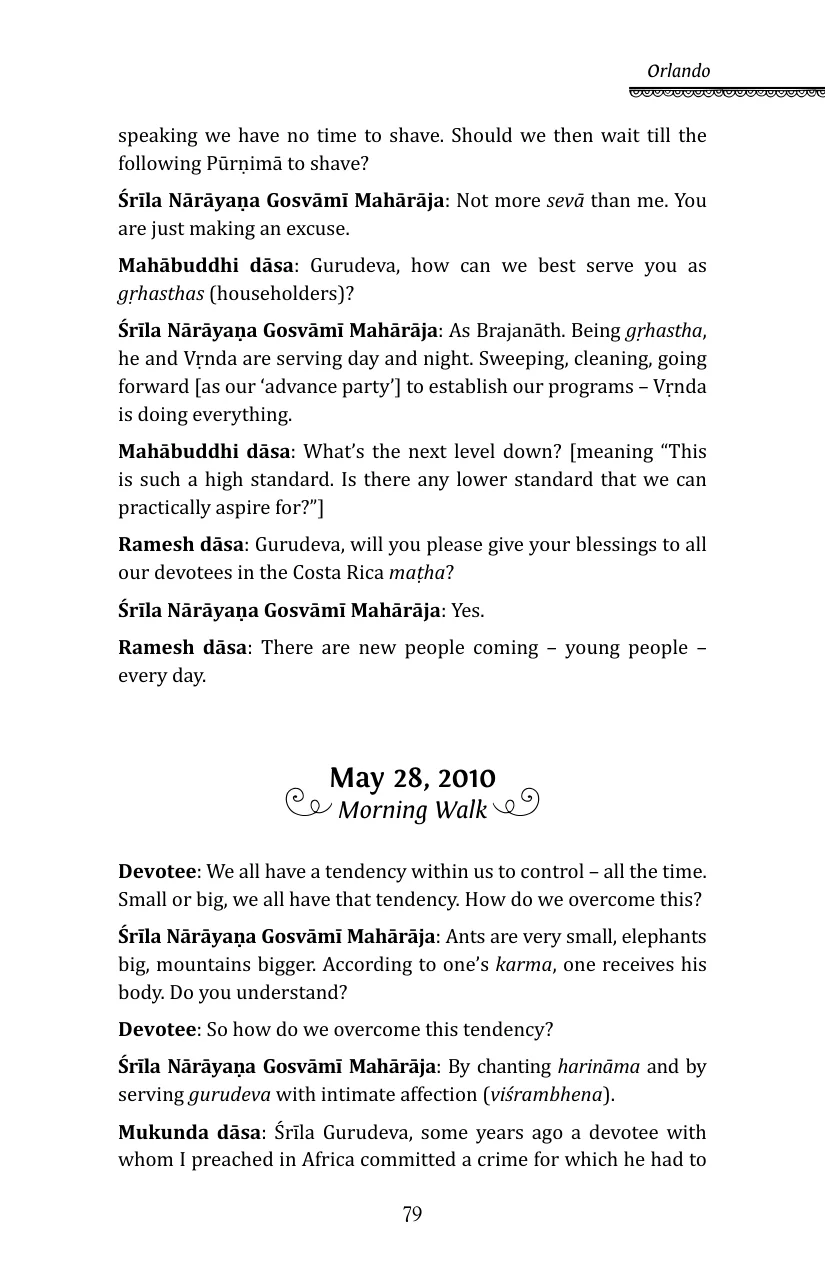 Orlando
speaking we have no time to shave. Should we then wait till the
following Pūrṇimā to shave?
Śrīla Nārāyaṇa Gosvāmī Mahārāja: Not more sevā than me. You
are just making an excuse.
Mahābuddhi dāsa: Gurudeva, how can we best serve you as
gṛhasthas (householders)?
Śrīla Nārāyaṇa Gosvāmī Mahārāja: As Brajanāth. Being gṛhastha,
he and Vṛnda are serving day and night. Sweeping, cleaning, going
forward [as our ‘advance party’] to establish our programs – Vṛnda
is doing everything.
Mahābuddhi dāsa: What’s the next level down? [meaning “This
is such a high standard. Is there any lower standard that we can
practically aspire for?”]
Ramesh dāsa: Gurudeva, will you please give your blessings to all
our devotees in the Costa Rica maṭha?
Śrīla Nārāyaṇa Gosvāmī Mahārāja: Yes.
Ramesh dāsa: There are new people coming – young people –
every day.
May 28, 2010
Morning Walk
Devotee: We all have a tendency within us to control – all the time.
Small or big, we all have that tendency. How do we overcome this?
Śrīla Nārāyaṇa Gosvāmī Mahārāja: Ants are very small, elephants
big, mountains bigger. According to one’s karma, one receives his
body. Do you understand?
Devotee: So how do we overcome this tendency?
Śrīla Nārāyaṇa Gosvāmī Mahārāja: By chanting harināma and by
serving gurudeva with intimate affection (viśrambhena).
Mukunda dāsa: Śrīla Gurudeva, some years ago a devotee with
whom I preached in Africa committed a crime for which he had to
79